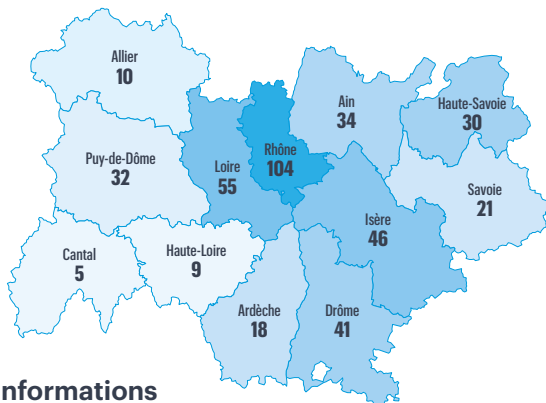 Allier
10
Ain
34
Haute-Savoie
30
Rhône
104
Puy-de-Dôme
32
Loire
55
Savoie
21
Isère
46
Cantal
5
Haute-Loire
9
Ardèche
18
Drôme
41
nformations